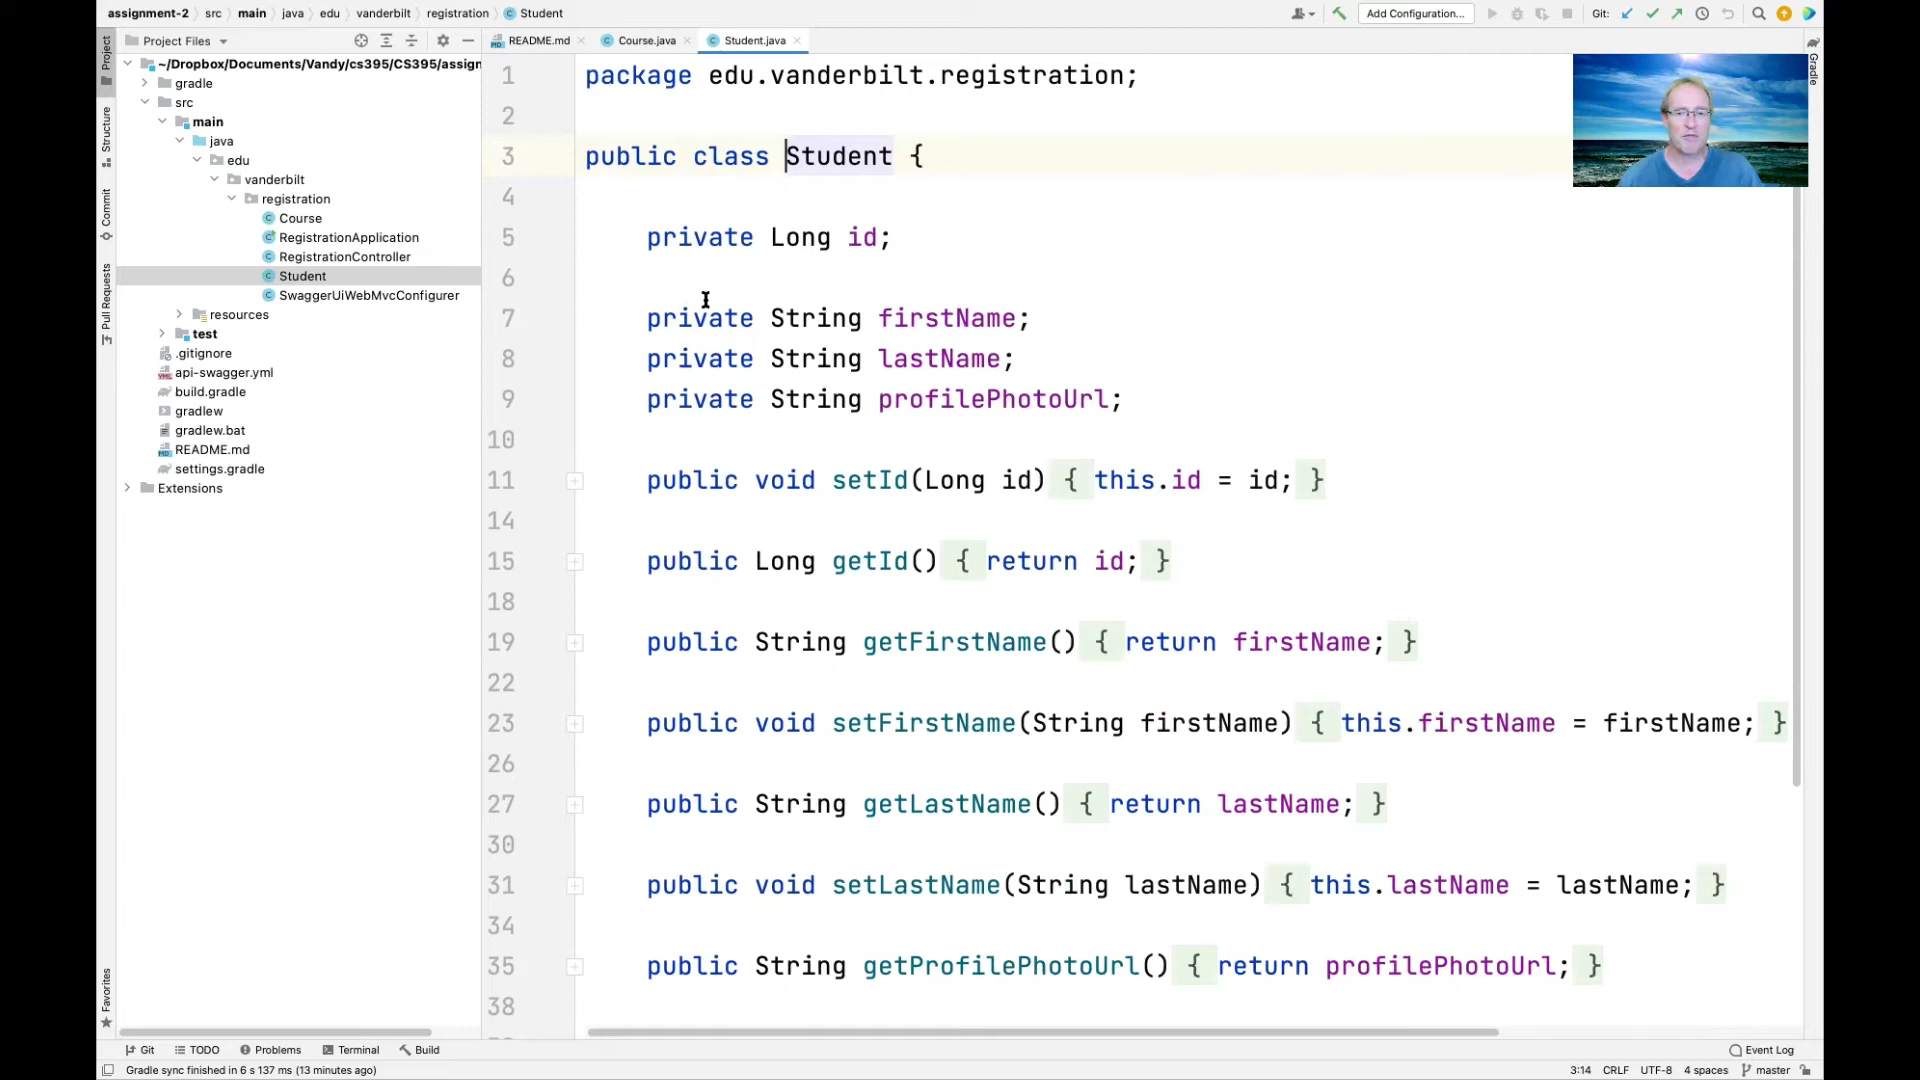 assignment-2 src main java edu vanderbilt registration Student
Add Configuration...
Git:
Project Files
README.md Course.java Student.java
Project
Structure
Commit
Pull Requests
Favorites
Gradle
~/Dropbox/Documents/Vandy/cs395/CS395/assign
gradle
src
main
java
edu
vanderbilt
registration
Course
RegistrationApplication
RegistrationController
Student
SwaggerUiWebMvcConfigurer
resources
test
.gitignore
api-swagger.yml
build.gradle
gradlew
gradlew.bat
README.md
settings.gradle
Extensions
1 package edu.vanderbilt.registration;
2
3 public class Student {
4
5 private Long id;
6
7 private String firstName;
8 private String lastName;
9 private String profilePhotoUrl;
10
11 public void setId(Long id) { this.id = id; }
14
15 public Long getId() { return id; }
18
19 public String getFirstName() { return firstName; }
22
23 public void setFirstName(String firstName) { this.firstName = firstName; }
26
27 public String getLastName() { return lastName; }
30
31 public void setLastName(String lastName) { this.lastName = lastName; }
34
35 public String getProfilePhotoUrl() { return profilePhotoUrl; }
38
Git TODO Problems Terminal Build Event Log
Gradle sync finished in 6 s 137 ms (13 minutes ago) 3:14 CRLF UTF-8 4 spaces master